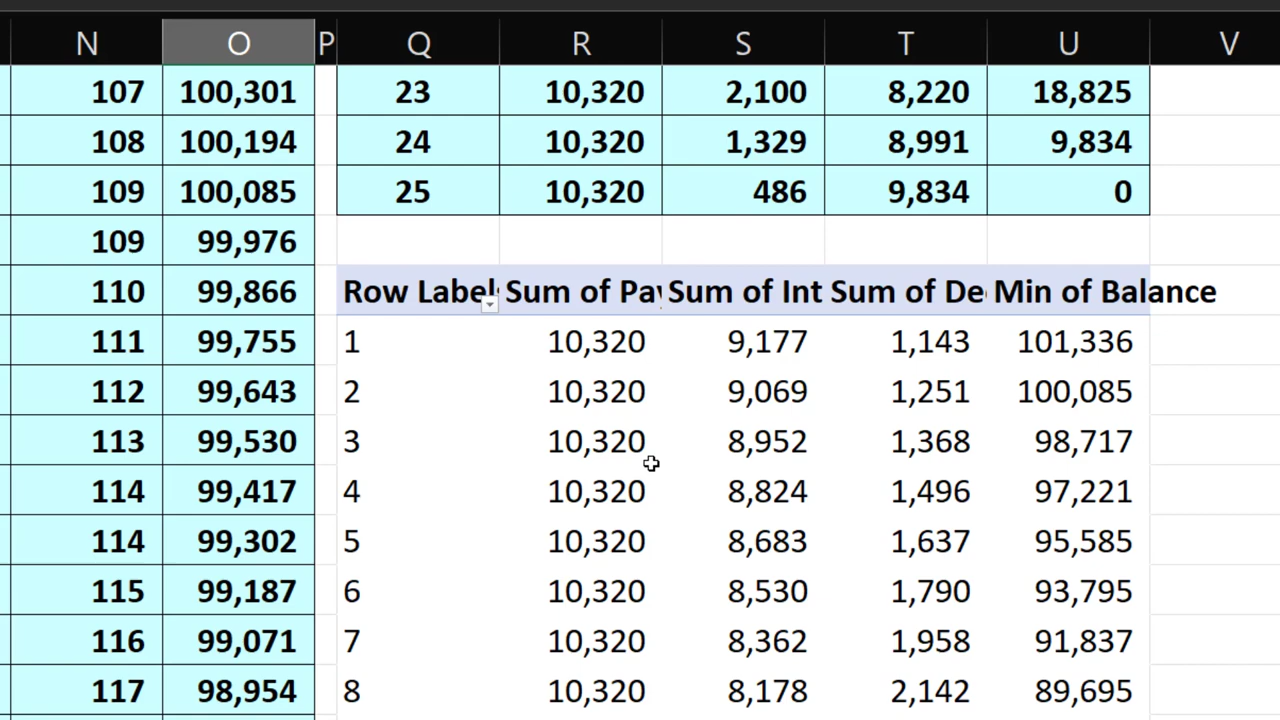 N O P Q R S T U V
107 100,301 23 10,320 2,100 8,220 18,825
108 100,194 24 10,320 1,329 8,991 9,834
109 100,085 25 10,320 486 9,834 0
109 99,976
110 99,866 Row Labels Sum of Pay Sum of Int Sum of De Min of Balance
111 99,755 1 10,320 9,177 1,143 101,336
112 99,643 2 10,320 9,069 1,251 100,085
113 99,530 3 10,320 8,952 1,368 98,717
114 99,417 4 10,320 8,824 1,496 97,221
114 99,302 5 10,320 8,683 1,637 95,585
115 99,187 6 10,320 8,530 1,790 93,795
116 99,071 7 10,320 8,362 1,958 91,837
117 98,954 8 10,320 8,178 2,142 89,695